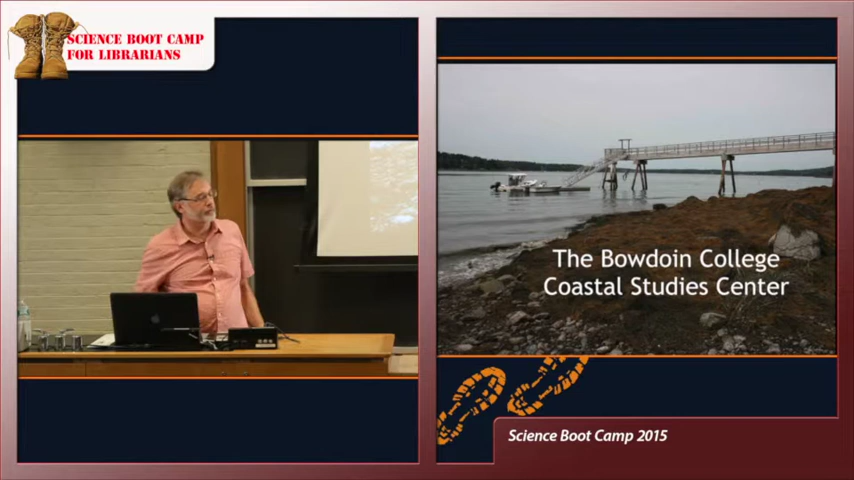 SCIENCE BOOT CAMP
FOR LIBRARIANS
The Bowdoin College
Coastal Studies Center
Science Boot Camp 2015